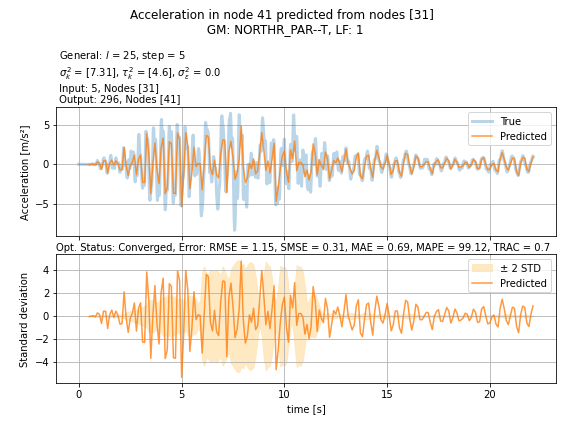 Acceleration in node 41 predicted from nodes [31]
GM: NORTHR_PAR--T, LF: 1
General: l = 25, step = 5
σ²ₖ = [7.31], τ²ₖ = [4.6], σ²ₑ = 0.0
Input: 5, Nodes [31]
Output: 296, Nodes [41]
Acceleration [m/s²]
5
0
−5
True
Predicted
Opt. Status: Converged, Error: RMSE = 1.15, SMSE = 0.31, MAE = 0.69, MAPE = 99.12, TRAC = 0.7
Standard deviation
4
2
0
−2
−4
± 2 STD
Predicted
0 5 10 15 20
time [s]